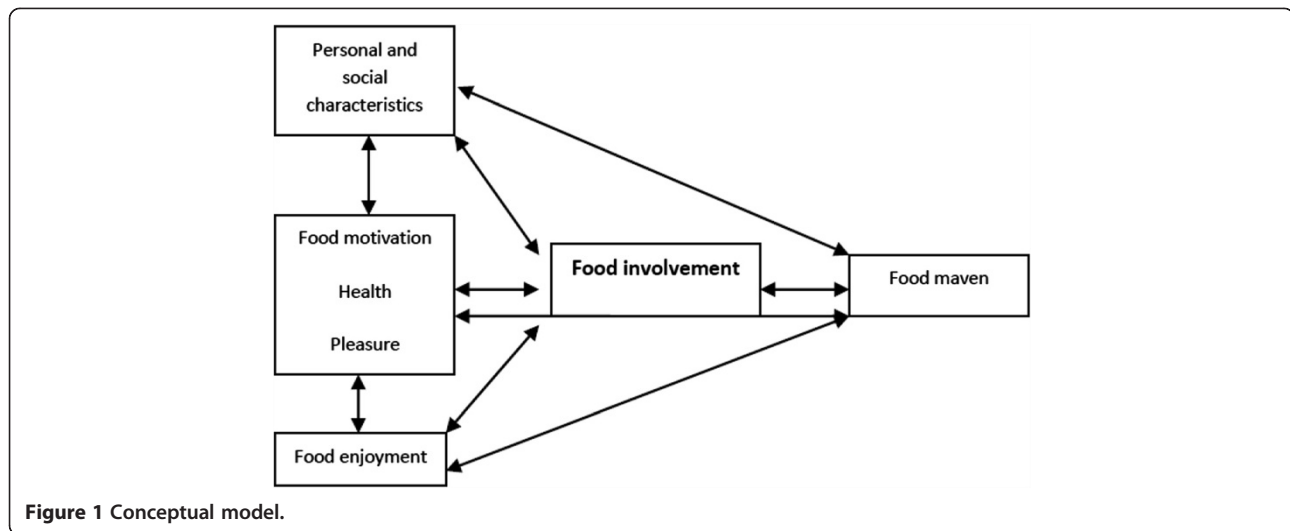 Personal and
social
characteristics
Food motivation
Health
Pleasure
Food involvement
Food maven
Food enjoyment
Figure 1 Conceptual model.